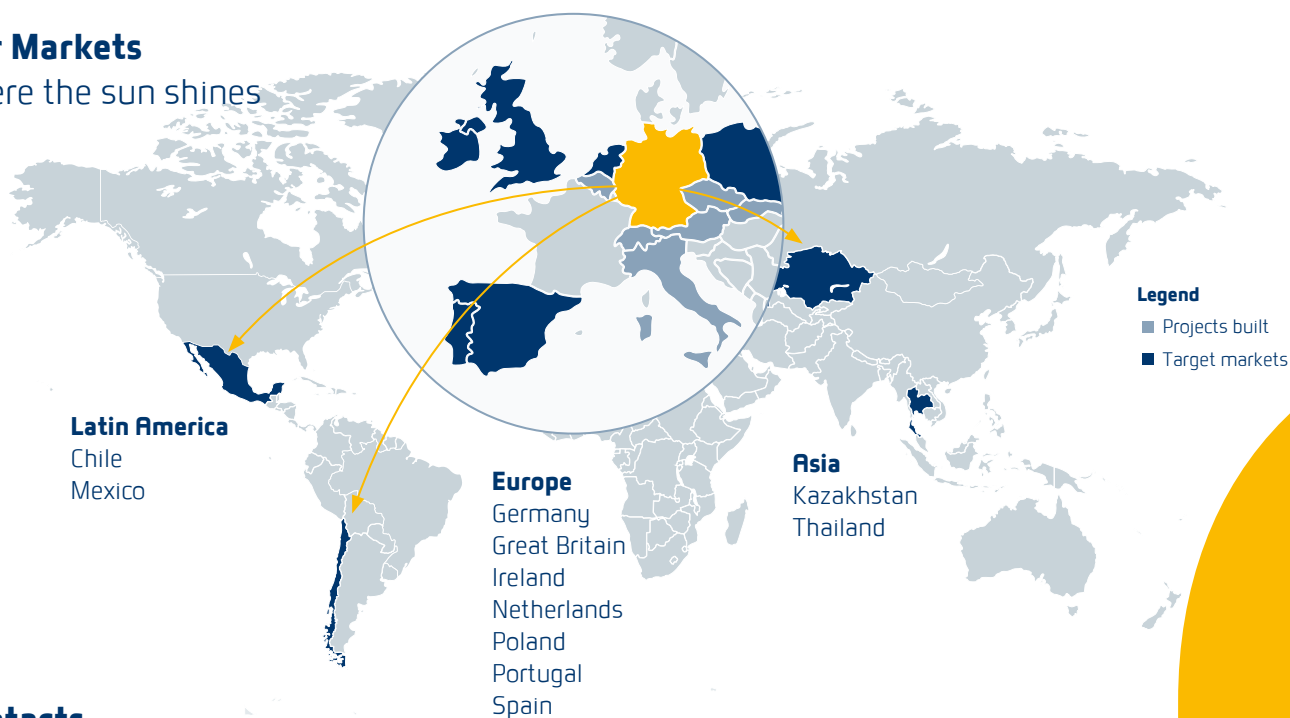 Markets
the sun shines
Legend
Projects built
Target markets
Latin America
Chile
Mexico
Europe
Germany
Great Britain
Ireland
Netherlands
Poland
Portugal
Spain
Asia
Kazakhstan
Thailand